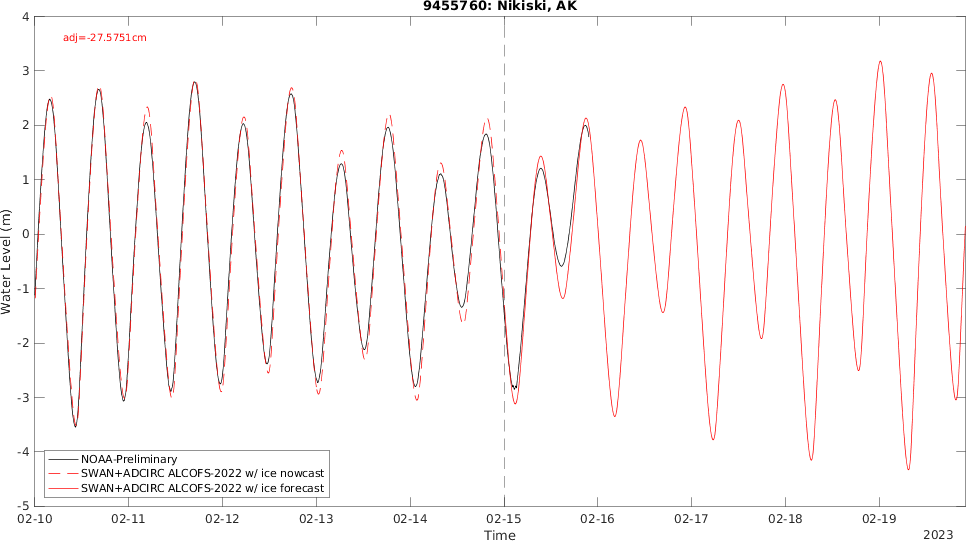 9455760: Nikiski, AK
adj=-27.5751cm
4
3
2
1
0
-1
-2
-3
-4
-5
Water Level (m)
NOAA-Preliminary
SWAN+ADCIRC ALCOFS-2022 w/ ice nowcast
SWAN+ADCIRC ALCOFS-2022 w/ ice forecast
02-10 02-11 02-12 02-13 02-14 02-15 02-16 02-17 02-18 02-19
Time
2023